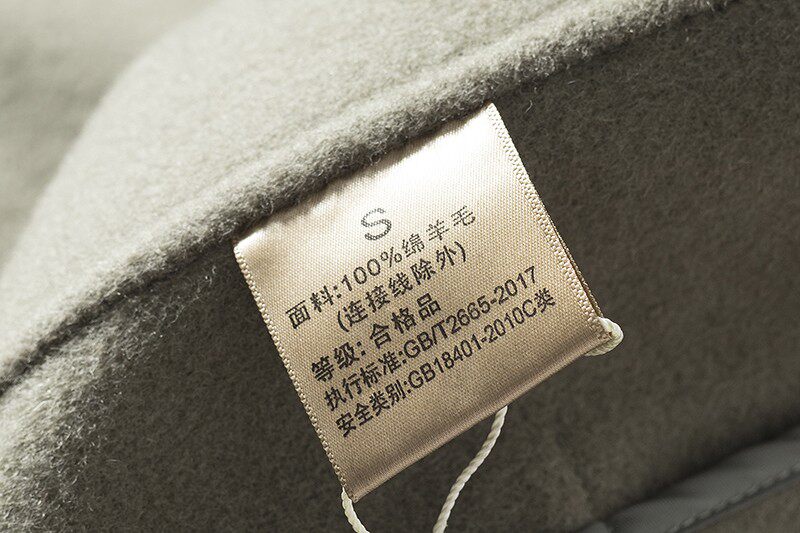 S
面料:100%绵羊毛
(连接线除外)
等级: 合格品
执行标准:GB/T2665-2017
安全类别:GB18401-2010C类